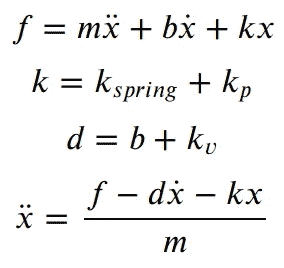 f = mẍ + bẋ + kx
k = k_spring + k_p
d = b + k_v
ẍ = (f − dẋ − kx) / m